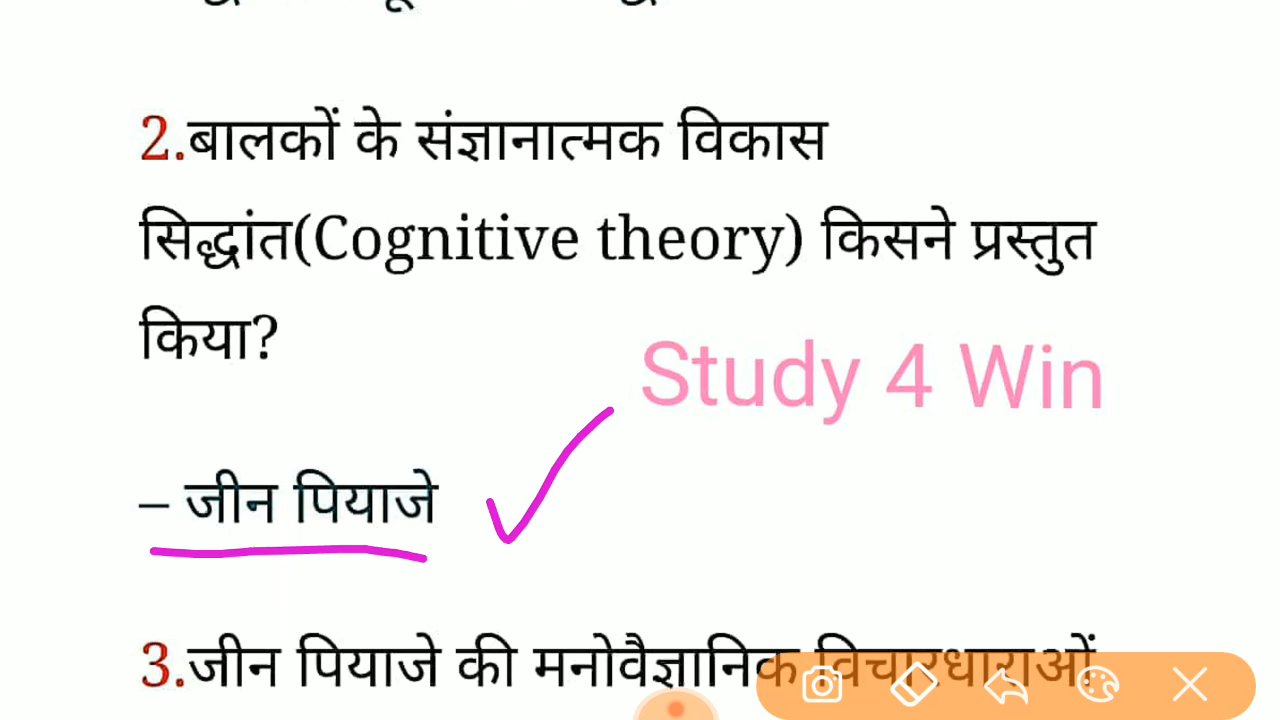 2.बालकों के संज्ञानात्मक विकास
सिद्धांत(Cognitive theory) किसने प्रस्तुत
किया?
Study 4 Win
– जीन पियाजे
3.जीन पियाजे की मनोवैज्ञानिक विचारधाराओं